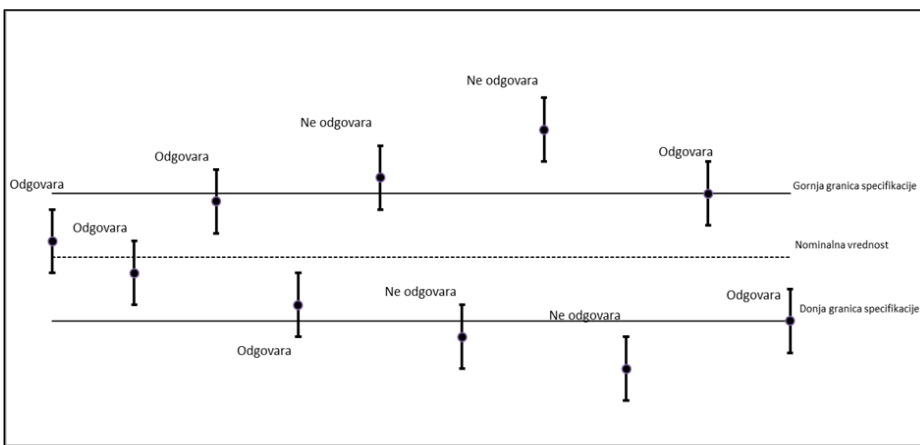 Ne odgovara
Ne odgovara
Odgovara
Odgovara
Odgovara
Gornja granica specifikacije
Odgovara
Nominalna vrednost
Ne odgovara
Odgovara
Ne odgovara
Donja granica specifikacije
Odgovara